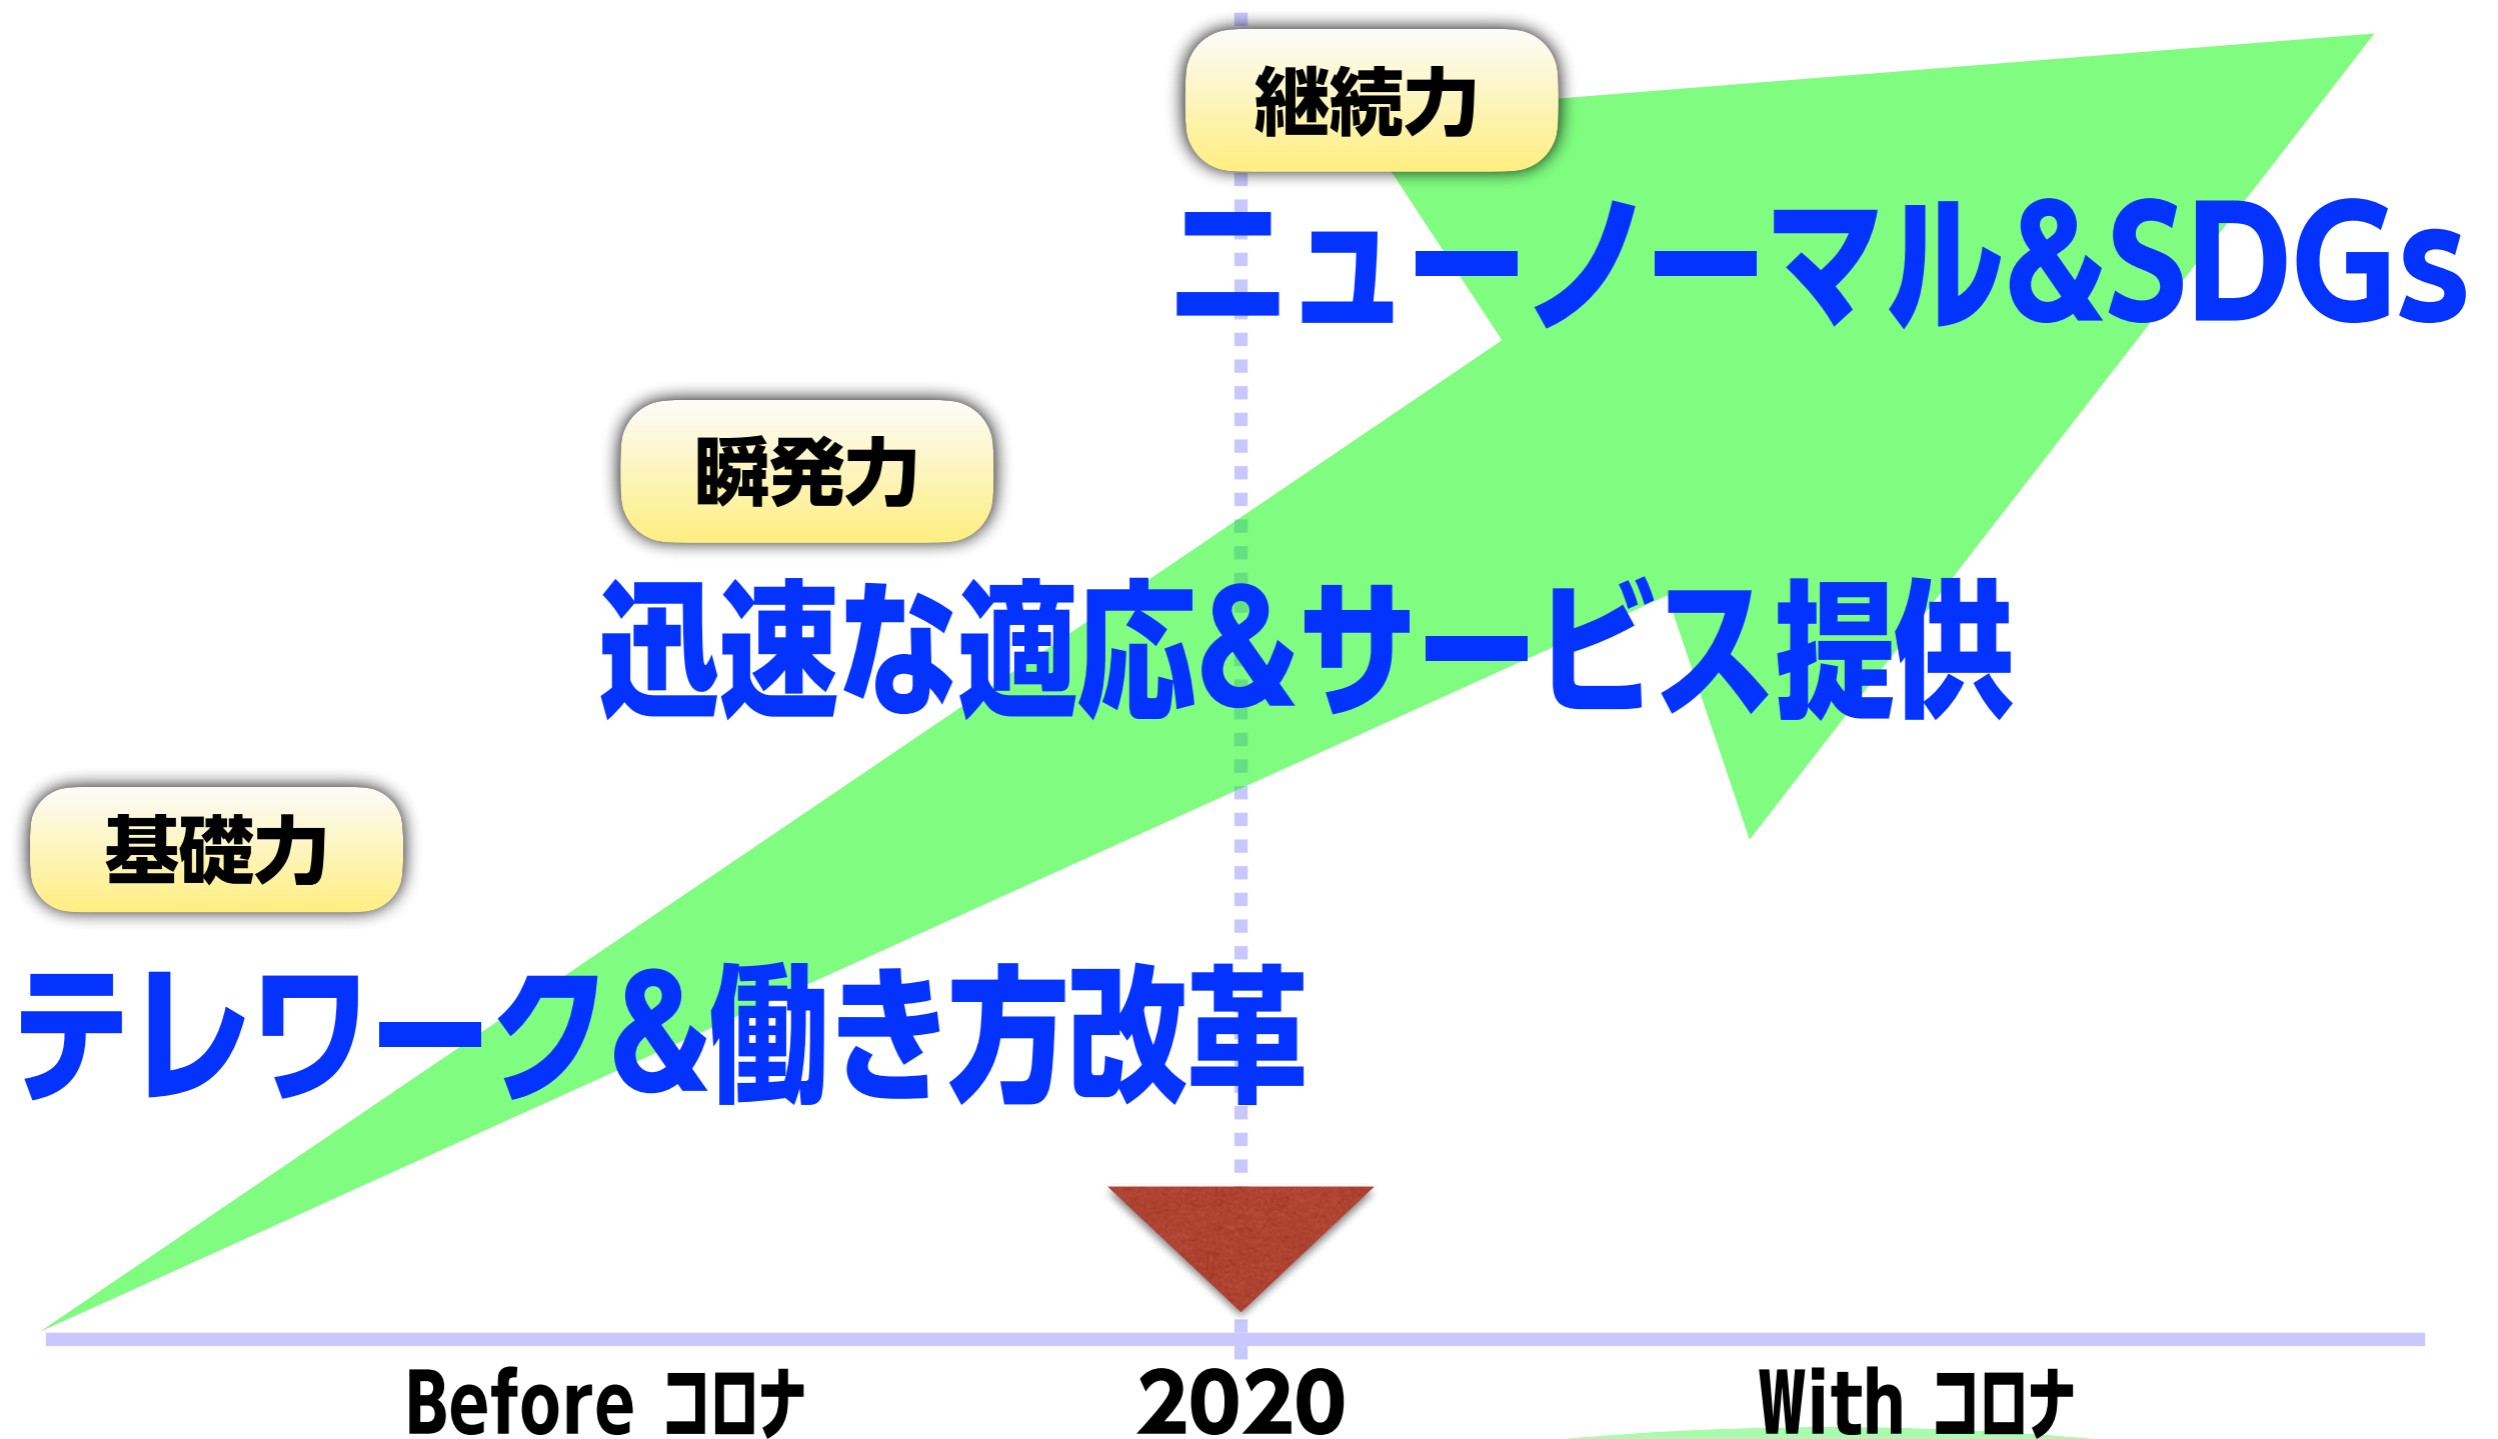 継続力
ニューノーマル&SDGs
瞬発力
迅速な適応&サービス提供
基礎力
テレワーク&働き方改革
Before コロナ
2020
With コロナ